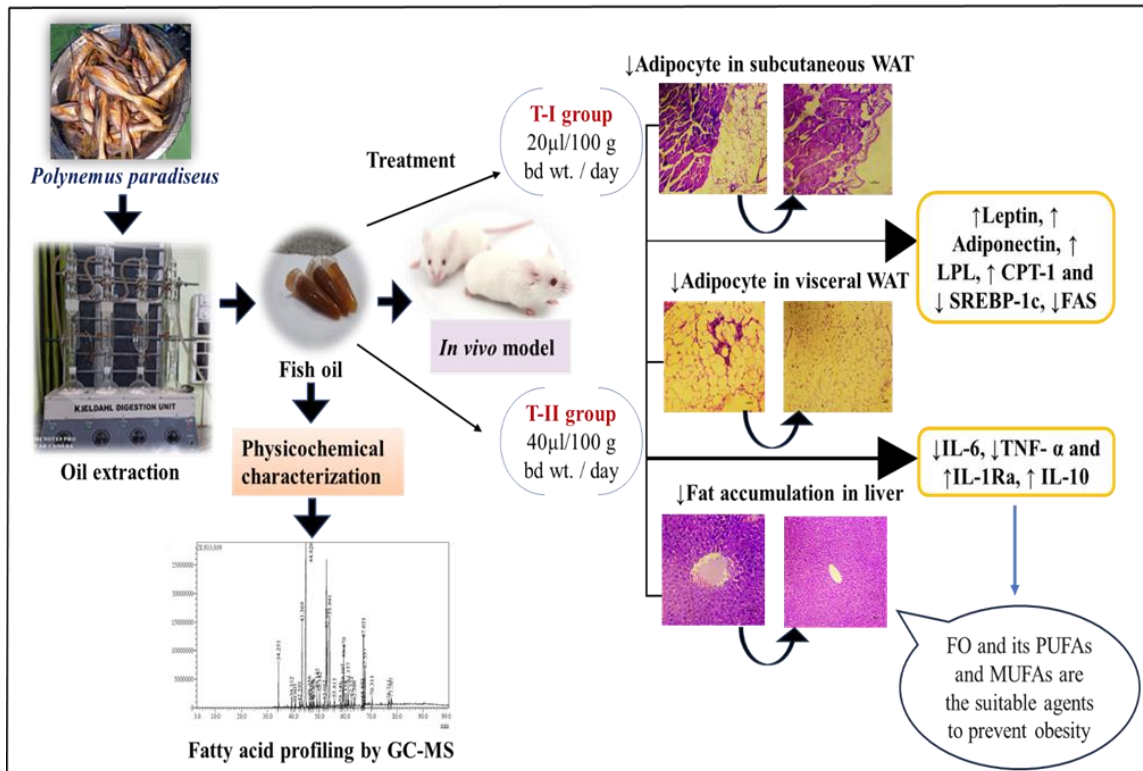 Polynemus paradiseus
KJELDAHL DIGESTION UNIT
Oil extraction
Fish oil
Physicochemical
characterization
Fatty acid profiling by GC-MS
Treatment
In vivo model
T-I group
20µl/100 g
bd wt. / day
T-II group
40µl/100 g
bd wt. / day
↓Adipocyte in subcutaneous WAT
↓Adipocyte in visceral WAT
↓Fat accumulation in liver
↑Leptin, ↑
Adiponectin, ↑
LPL, ↑ CPT-1 and
↓ SREBP-1c, ↓FAS
↓IL-6, ↓TNF- α and
↑IL-1Ra, ↑ IL-10
FO and its PUFAs
and MUFAs are
the suitable agents
to prevent obesity